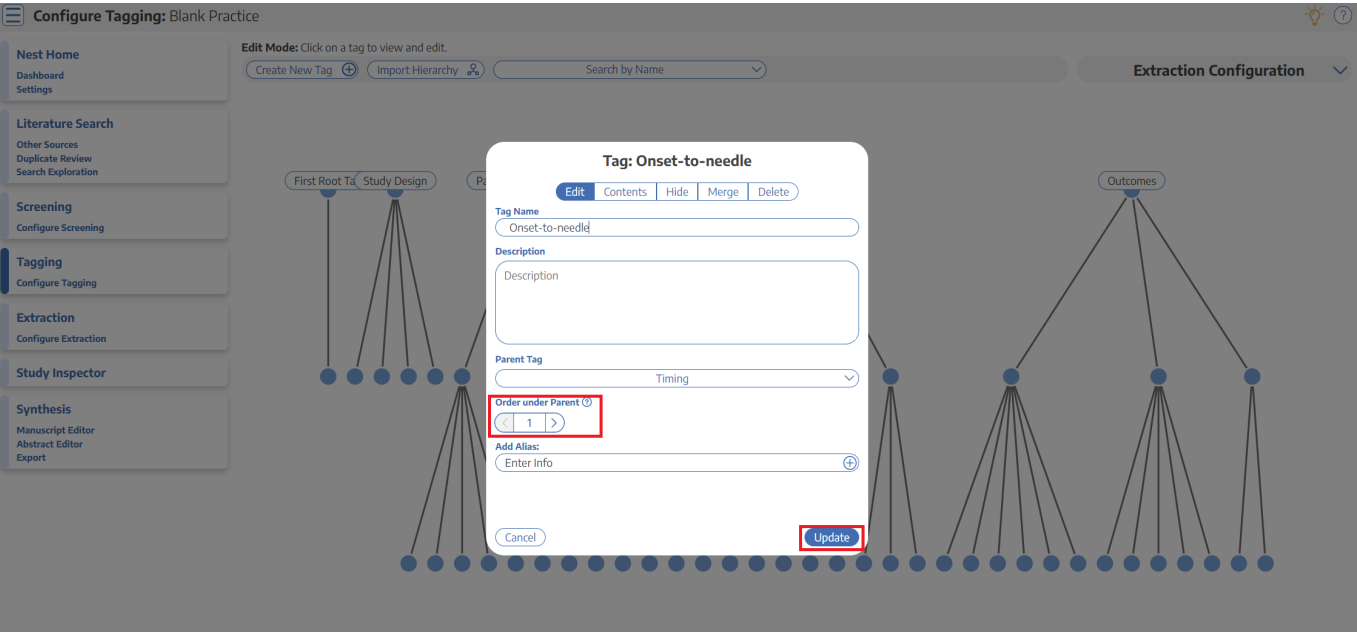 Configure Tagging: Blank Practice
?
Nest Home
Dashboard
Settings
Literature Search
Other Sources
Duplicate Review
Search Exploration
Screening
Configure Screening
Tagging
Configure Tagging
Extraction
Configure Extraction
Study Inspector
Synthesis
Manuscript Editor
Abstract Editor
Export
Edit Mode: Click on a tag to view and edit.
Create New Tag
Import Hierarchy
Search by Name
Extraction Configuration
First Root Ta
Study Design
Pa
Outcomes
Tag: Onset-to-needle
Edit Contents Hide Merge Delete
Tag Name
Onset-to-needle
Description
Description
Parent Tag
Timing
Order under Parent ?
< 1 >
Add Alias:
Enter Info
Cancel
Update